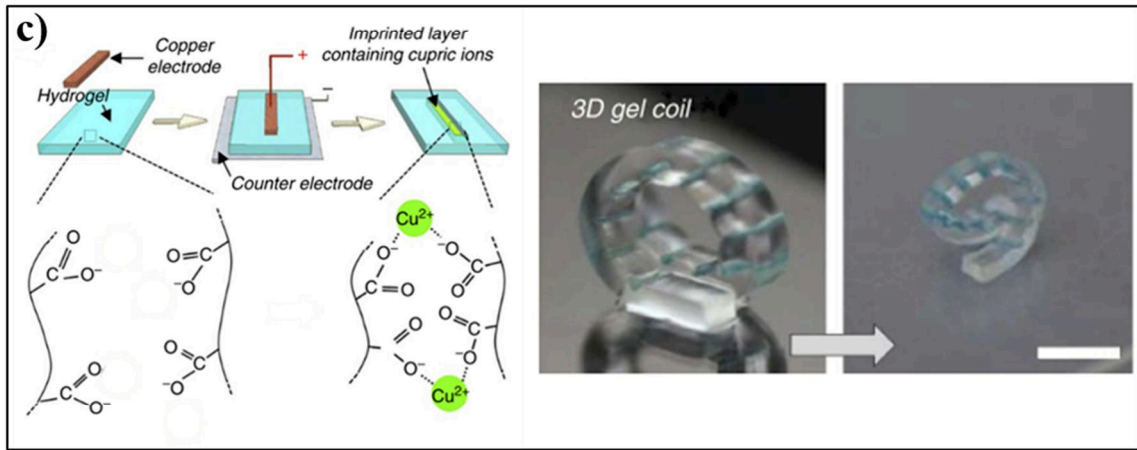 c)
Copper
electrode
Hydrogel
+
−
Counter electrode
Imprinted layer
containing cupric ions
O
C
O⁻
O
C
⁻O
O
C
O⁻
O
C
⁻O
Cu²⁺
O⁻
C
O
⁻O
C
O
O
C
O⁻
O
C
O⁻
Cu²⁺
3D gel coil